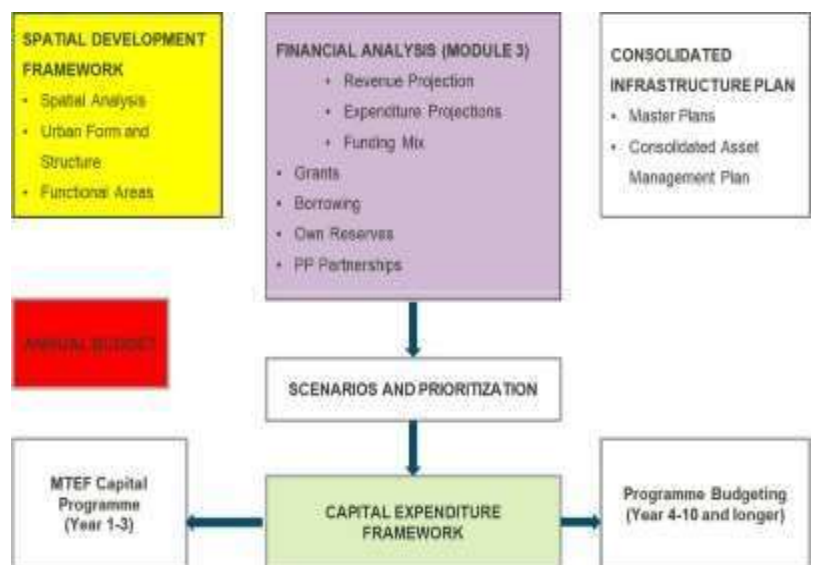 SPATIAL DEVELOPMENT
FRAMEWORK
• Spatial Analysis
• Urban Form and
Structure
• Functional Areas
FINANCIAL ANALYSIS (MODULE 3)
• Revenue Projection
• Expenditure Projections
• Funding Mix
• Grants
• Borrowing
• Own Reserves
• PP Partnerships
CONSOLIDATED
INFRASTRUCTURE PLAN
• Master Plans
• Consolidated Asset
Management Plan
ANNUAL BUDGET
SCENARIOS AND PRIORITIZATION
MTEF Capital
Programme
(Year 1-3)
CAPITAL EXPENDITURE
FRAMEWORK
Programme Budgeting
(Year 4-10 and longer)